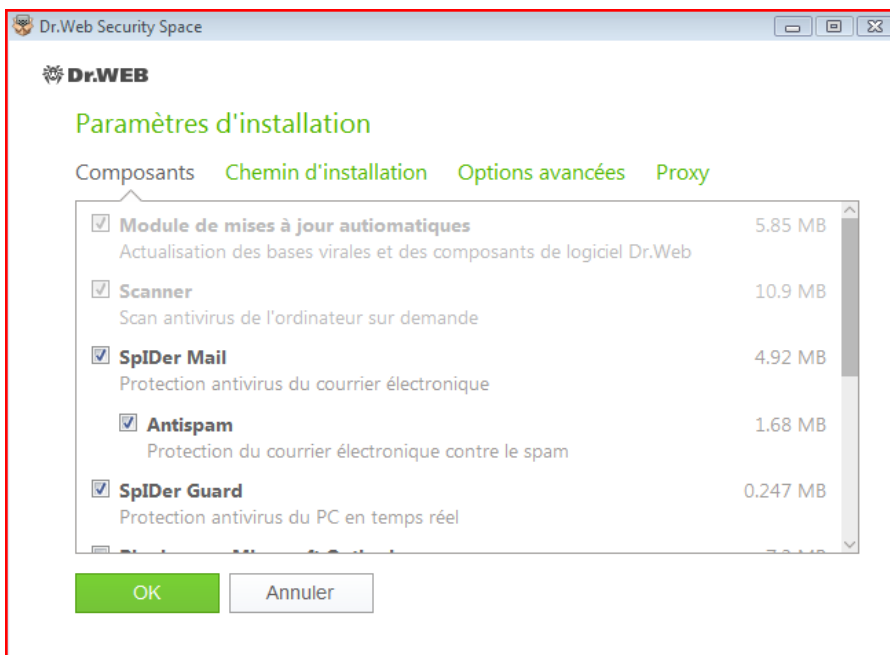 Dr.Web Security Space
Dr.WEB
Paramètres d'installation
Composants Chemin d'installation Options avancées Proxy
Module de mises à jour autiomatiques 5.85 MB
Actualisation des bases virales et des composants de logiciel Dr.Web
Scanner 10.9 MB
Scan antivirus de l'ordinateur sur demande
SpIDer Mail 4.92 MB
Protection antivirus du courrier électronique
Antispam 1.68 MB
Protection du courrier électronique contre le spam
SpIDer Guard 0.247 MB
Protection antivirus du PC en temps réel
OK Annuler